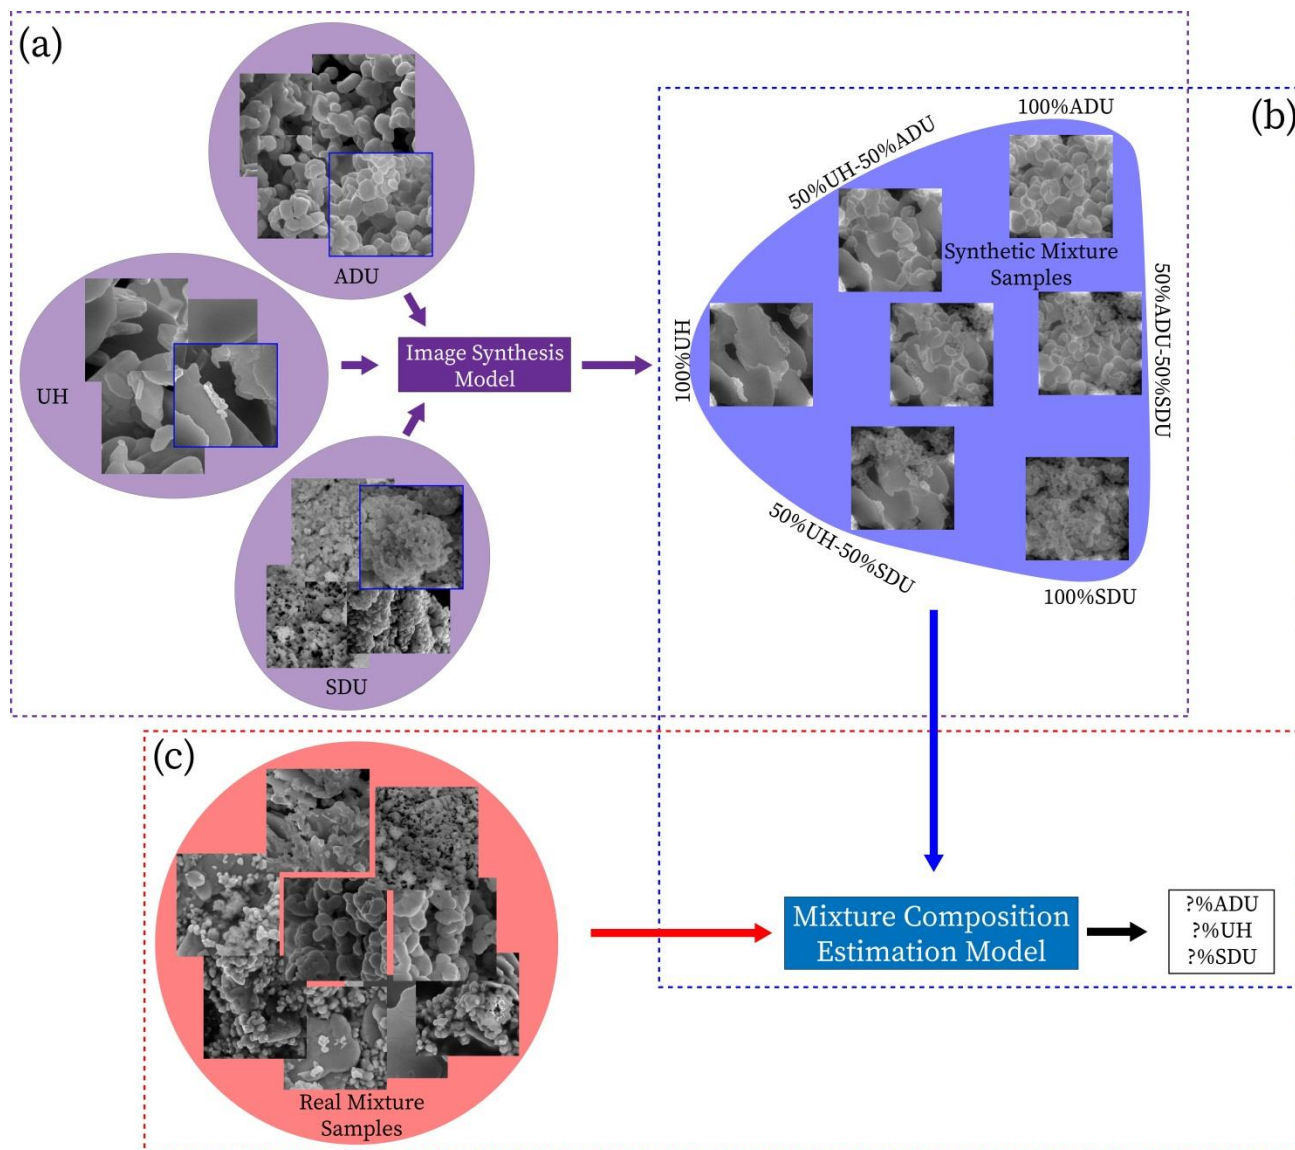 (a)
ADU
UH
SDU
Image Synthesis
Model
(b)
100%ADU
50%UH-50%ADU
Synthetic Mixture
Samples
100%UH
50%ADU-50%SDU
50%UH-50%SDU
100%SDU
(c)
Real Mixture
Samples
Mixture Composition
Estimation Model
?%ADU
?%UH
?%SDU